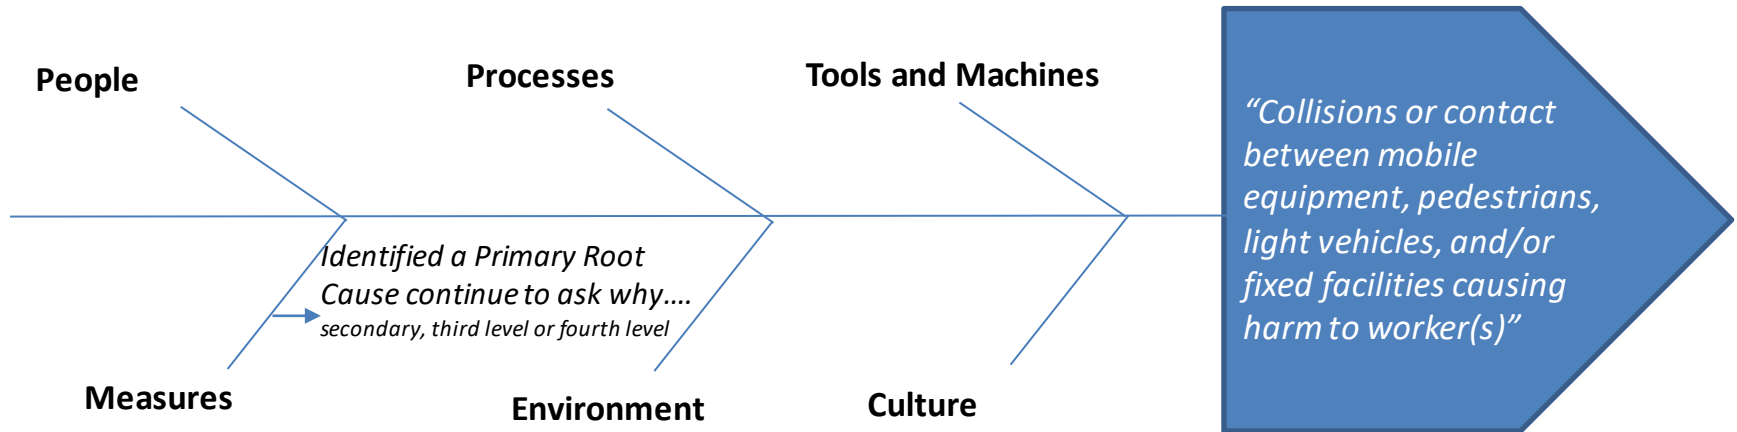 People
Processes
Tools and Machines
“Collisions or contact
between mobile
equipment, pedestrians,
light vehicles, and/or
fixed facilities causing
harm to worker(s)”
Identified a Primary Root
Cause continue to ask why....
secondary, third level or fourth level
Measures
Environment
Culture